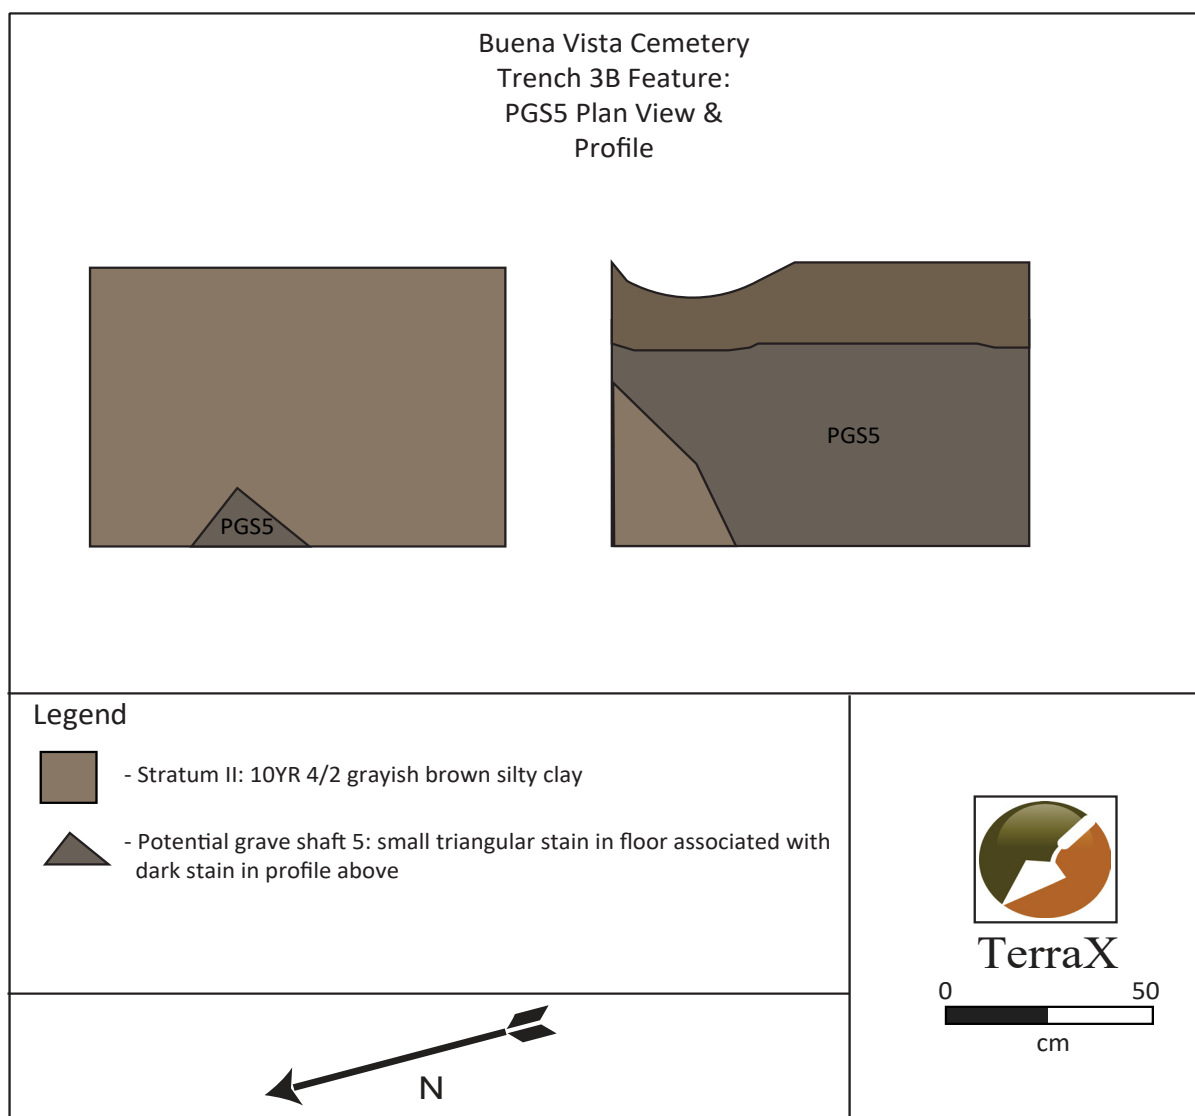 Buena Vista Cemetery
Trench 3B Feature:
PGS5 Plan View &
Profile
PGS5
PGS5
Legend
- Stratum II: 10YR 4/2 grayish brown silty clay
- Potential grave shaft 5: small triangular stain in floor associated with
dark stain in profile above
TerraX
0 50
cm
N